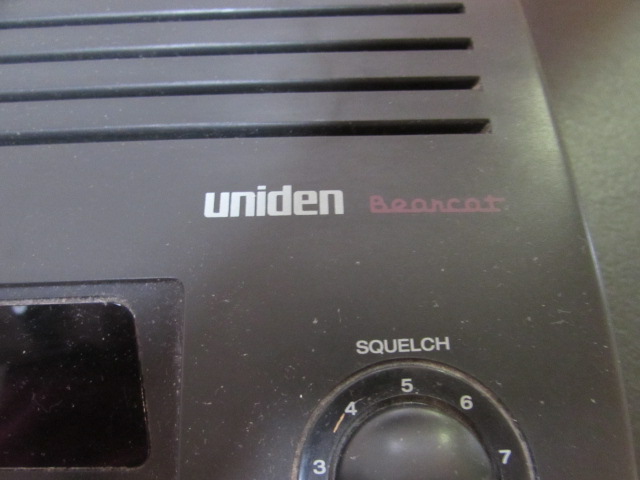 uniden Bearcat
SQUELCH
3 4 5 6 7